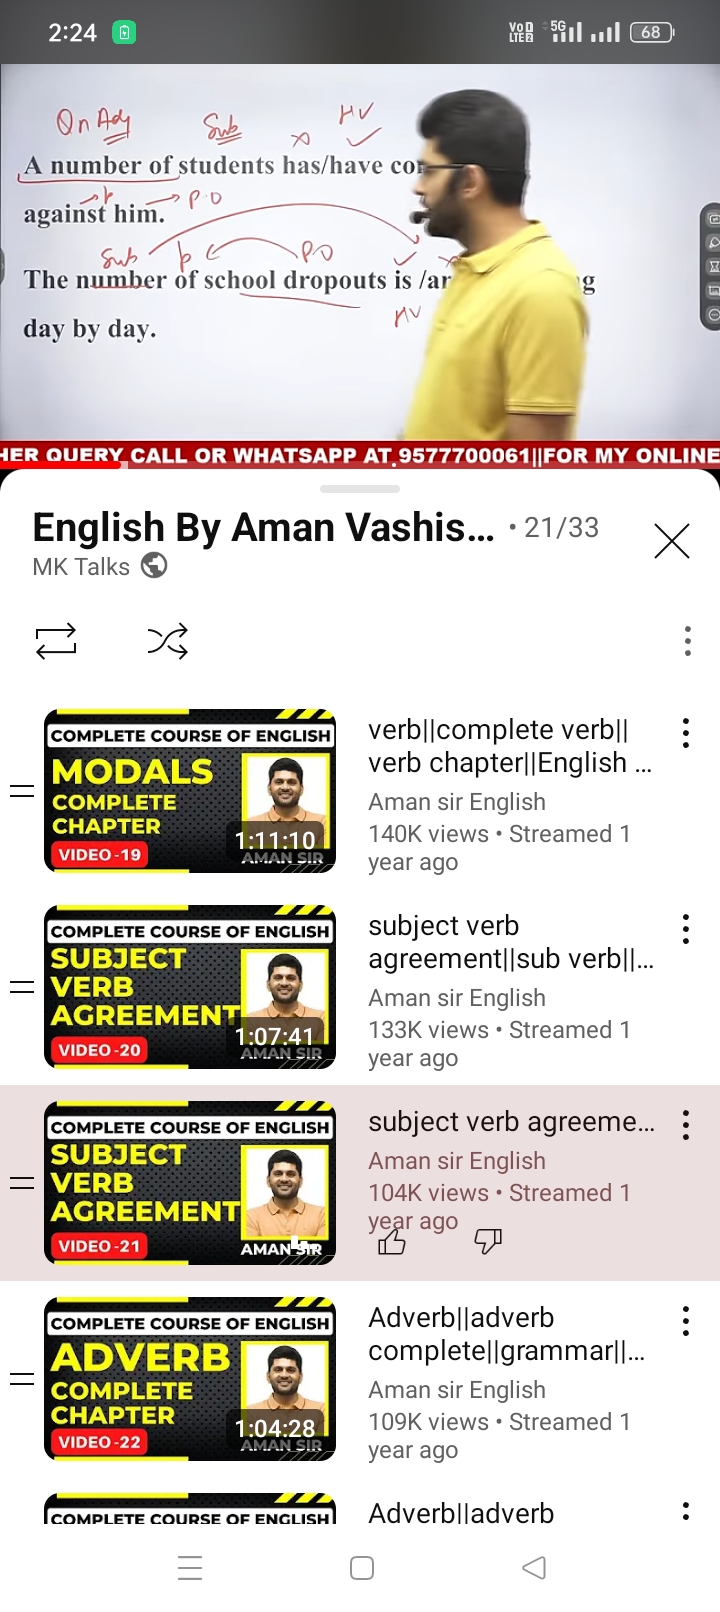 2:24
VoD LTE2 5G 68
Qn Adj Sub HV
A number of students has/have co
p P.O
against him.
Sub p PO
The number of school dropouts is /ar g
HV
day by day.
HER QUERY CALL OR WHATSAPP AT.9577700061||FOR MY ONLINE
English By Aman Vashis... • 21/33
MK Talks
COMPLETE COURSE OF ENGLISH
MODALS
COMPLETE
CHAPTER
VIDEO -19
1:11:10
AMAN SIR
verb||complete verb||
verb chapter||English ...
Aman sir English
140K views • Streamed 1
year ago
COMPLETE COURSE OF ENGLISH
SUBJECT
VERB
AGREEMENT
VIDEO -20
1:07:41
AMAN SIR
subject verb
agreement||sub verb||...
Aman sir English
133K views • Streamed 1
year ago
COMPLETE COURSE OF ENGLISH
SUBJECT
VERB
AGREEMENT
VIDEO -21
AMAN SIR
subject verb agreeme...
Aman sir English
104K views • Streamed 1
year ago
COMPLETE COURSE OF ENGLISH
ADVERB
COMPLETE
CHAPTER
VIDEO -22
1:04:28
AMAN SIR
Adverb||adverb
complete||grammar||...
Aman sir English
109K views • Streamed 1
year ago
COMPLETE COURSE OF ENGLISH
Adverb||adverb